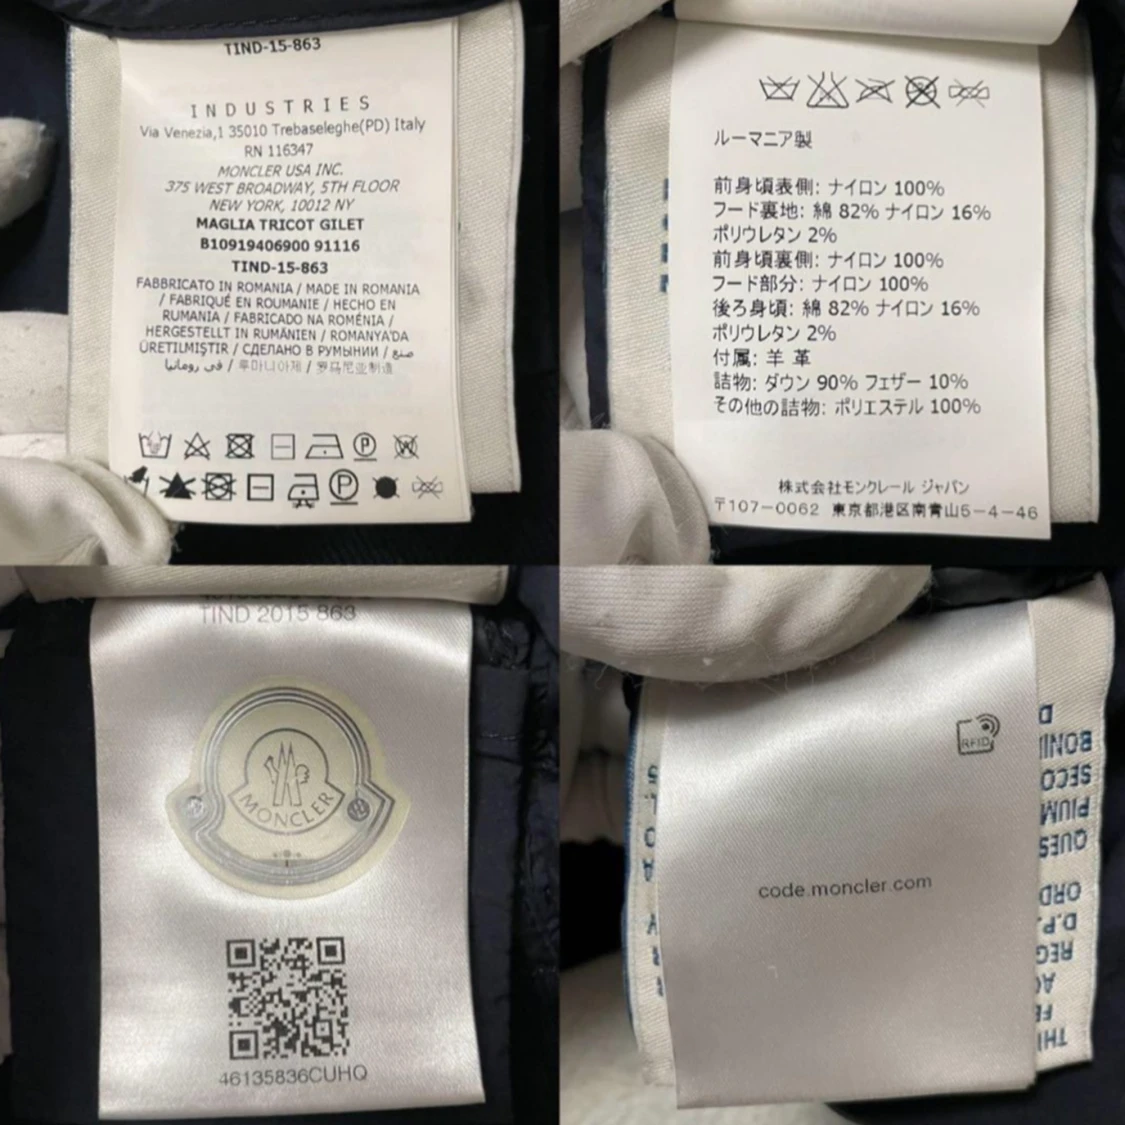 TIND-15-863
INDUSTRIES
Via Venezia,1 35010 Trebaseleghe(PD) Italy
RN 116347
MONCLER USA INC.
375 WEST BROADWAY, 5TH FLOOR
NEW YORK, 10012 NY
MAGLIA TRICOT GILET
B10919406900 91116
TIND-15-863
FABBRICATO IN ROMANIA / MADE IN ROMANIA
/ FABRIQUÉ EN ROUMANIE / HECHO EN
RUMANIA / FABRICADO NA ROMÉNIA /
HERGESTELLT IN RUMÄNIEN / ROMANYA'DA
ÜRETILMIŞTIR / СДЕЛАНО В РУМЫНИИ / صنع
في رومانيا / 루마니아제 / 罗马尼亚制造
ルーマニア製
前身頃表側: ナイロン 100%
フード裏地: 綿 82% ナイロン 16%
ポリウレタン 2%
前身頃裏側: ナイロン 100%
フード部分: ナイロン 100%
後ろ身頃: 綿 82% ナイロン 16%
ポリウレタン 2%
付属: 羊 革
詰物: ダウン 90% フェザー 10%
その他の詰物: ポリエステル 100%
株式会社モンクレール ジャパン
〒107-0062 東京都港区南青山5-4-46
TIND 2015 863
MONCLER
46135836CUHQ
RFID
code.moncler.com
D
BONI
SECO
PIUM
QUES
ORD
D.P.
REG
AC
FE
THI